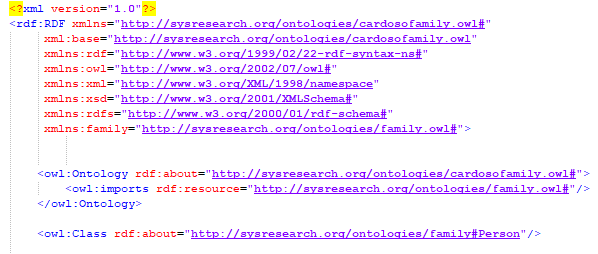 <?xml version="1.0"?>
<rdf:RDF xmlns="http://sysresearch.org/ontologies/cardosofamily.owl#"
xml:base="http://sysresearch.org/ontologies/cardosofamily.owl"
xmlns:rdf="http://www.w3.org/1999/02/22-rdf-syntax-ns#"
xmlns:owl="http://www.w3.org/2002/07/owl#"
xmlns:xml="http://www.w3.org/XML/1998/namespace"
xmlns:xsd="http://www.w3.org/2001/XMLSchema#"
xmlns:rdfs="http://www.w3.org/2000/01/rdf-schema#"
xmlns:family="http://sysresearch.org/ontologies/family.owl#">
<owl:Ontology rdf:about="http://sysresearch.org/ontologies/cardosofamily.owl#">
<owl:imports rdf:resource="http://sysresearch.org/ontologies/family.owl#"/>
</owl:Ontology>
<owl:Class rdf:about="http://sysresearch.org/ontologies/family#Person"/>